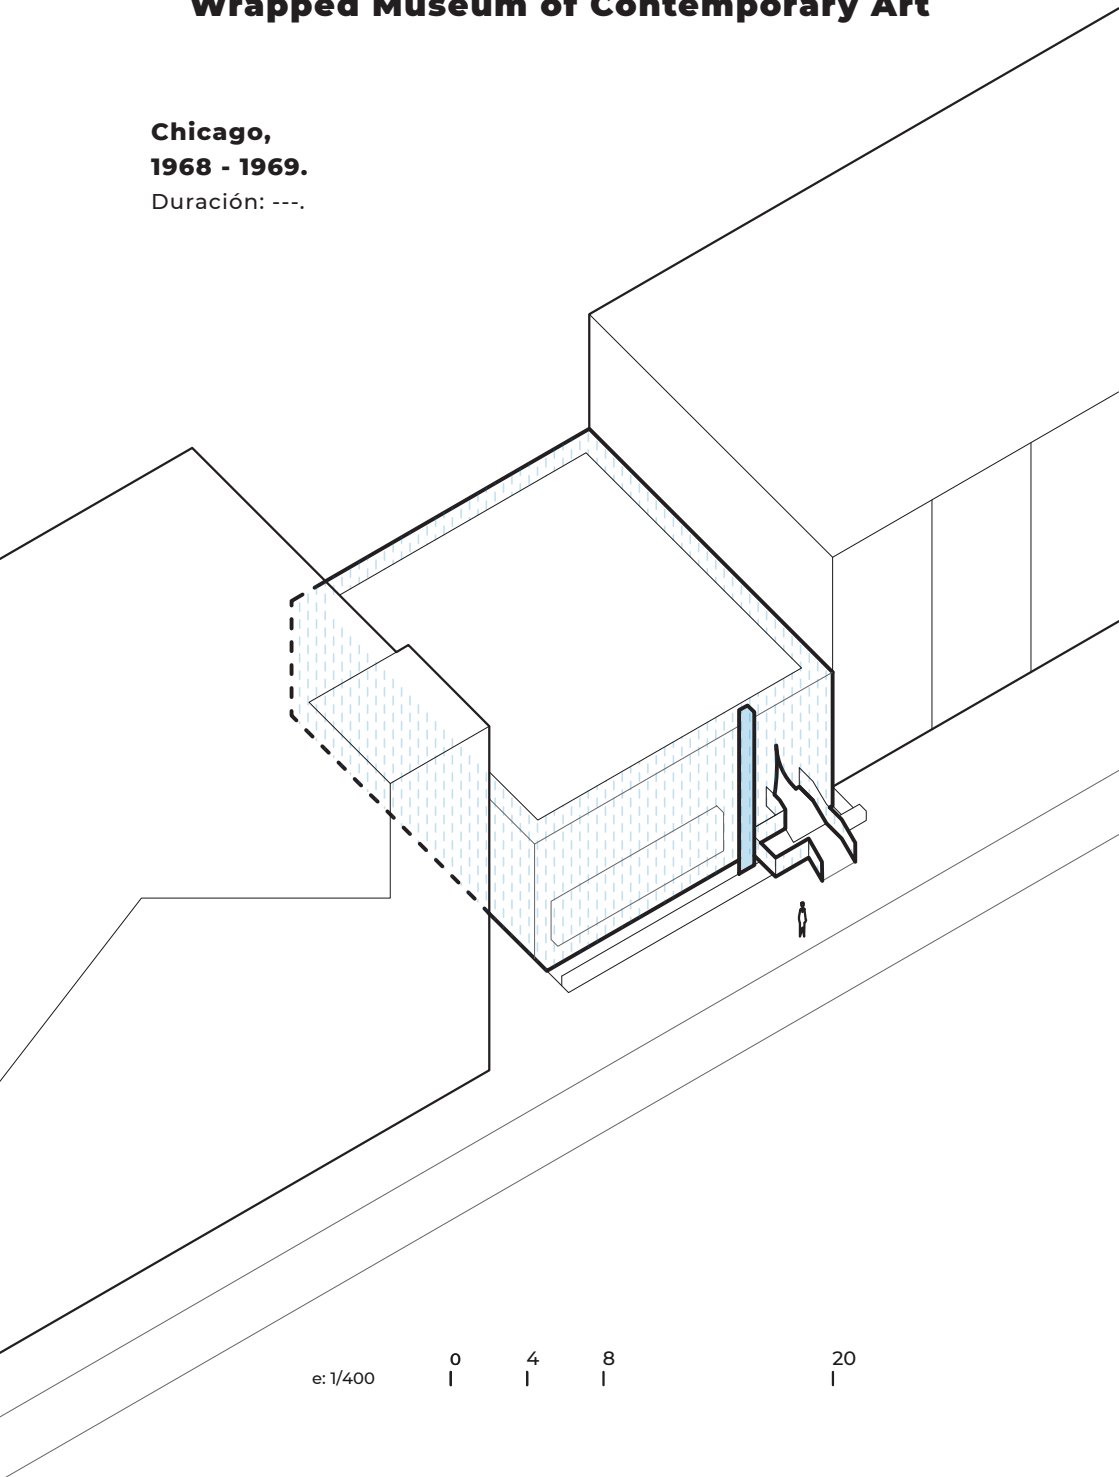 Wrapped Museum of Contemporary Art
Chicago,
1968 - 1969.
Duración: ---.
e: 1/400
0 4 8 20